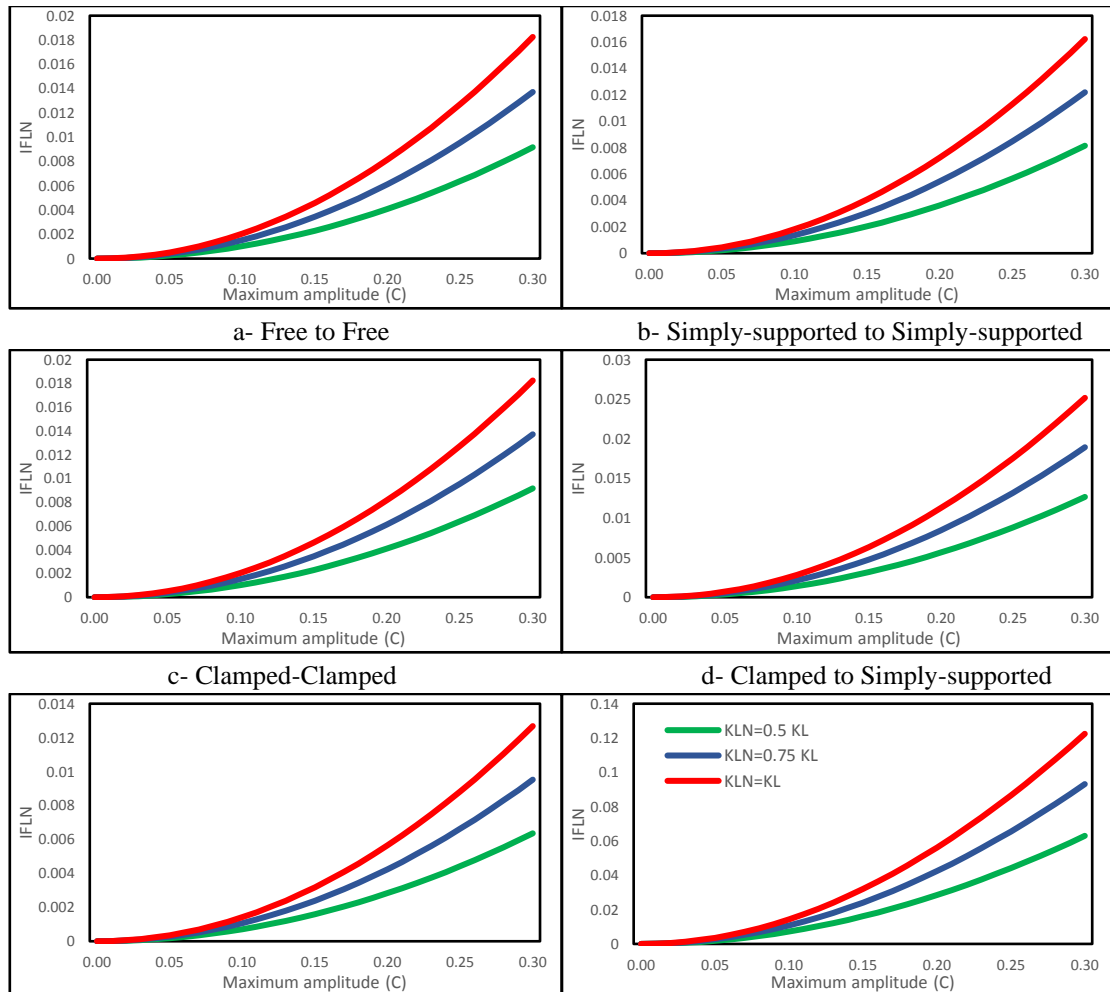 0.02
0.018
0.016
0.014
0.012
0.01
0.008
0.006
0.004
0.002
0
IFLN
0.00 0.05 0.10 0.15 0.20 0.25 0.30
Maximum amplitude (C)
0.018
0.016
0.014
0.012
0.01
0.008
0.006
0.004
0.002
0
IFLN
0.00 0.05 0.10 0.15 0.20 0.25 0.30
Maximum amplitude (C)
a- Free to Free
b- Simply-supported to Simply-supported
0.02
0.018
0.016
0.014
0.012
0.01
0.008
0.006
0.004
0.002
0
IFLN
0.00 0.05 0.10 0.15 0.20 0.25 0.30
Maximum amplitude (C)
0.03
0.025
0.02
0.015
0.01
0.005
0
IFLN
0.00 0.05 0.10 0.15 0.20 0.25 0.30
Maximum amplitude (C)
c- Clamped-Clamped
d- Clamped to Simply-supported
0.014
0.012
0.01
0.008
0.006
0.004
0.002
0
IFLN
0.00 0.05 0.10 0.15 0.20 0.25 0.30
Maximum amplitude (C)
0.14
0.12
0.1
0.08
0.06
0.04
0.02
0
IFLN
KLN=0.5 KL
KLN=0.75 KL
KLN=KL
0.00 0.05 0.10 0.15 0.20 0.25 0.30
Maximum amplitude (C)